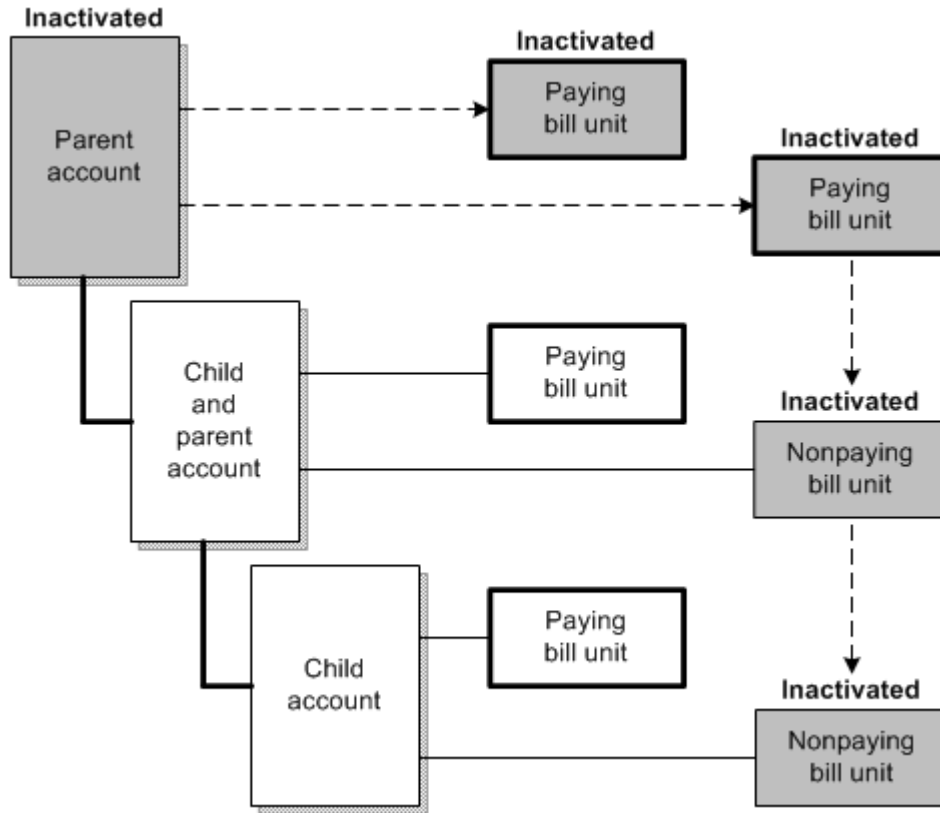 Inactivated
Parent
account
Inactivated
Paying
bill unit
Inactivated
Paying
bill unit
Child
and
parent
account
Paying
bill unit
Inactivated
Nonpaying
bill unit
Child
account
Paying
bill unit
Inactivated
Nonpaying
bill unit